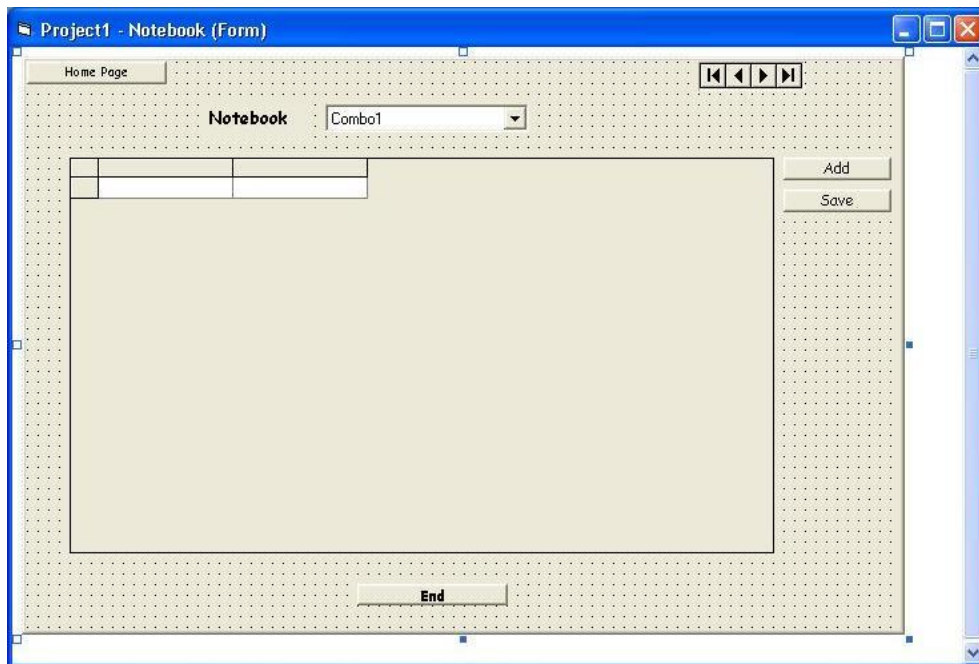 Project1 - Notebook (Form)
Home Page
Notebook
Combo1
Add
Save
End